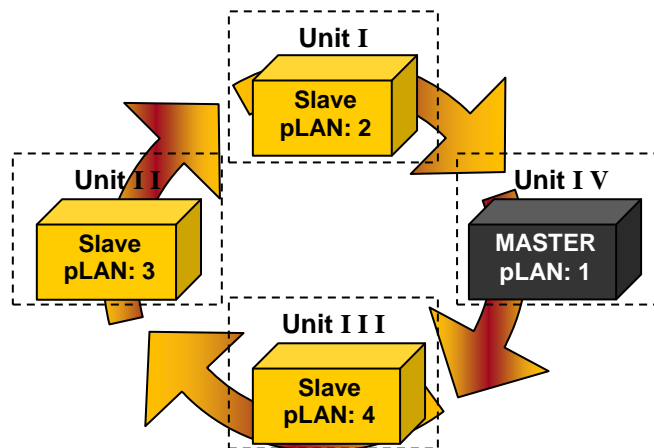 Unit I
Slave
pLAN: 2
Unit I I
Slave
pLAN: 3
Unit I V
MASTER
pLAN: 1
Unit I I I
Slave
pLAN: 4